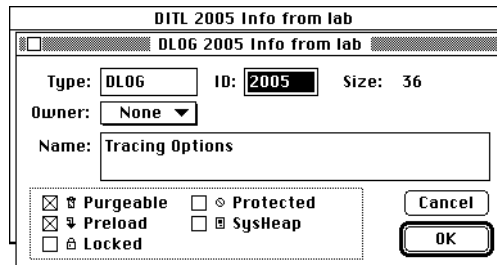 DITL 2005 Info from lab
DLOG 2005 Info from lab
Type: DLOG ID: 2005 Size: 36
Owner: None
Name: Tracing Options
Purgeable Protected
Preload SysHeap
Locked
Cancel
OK